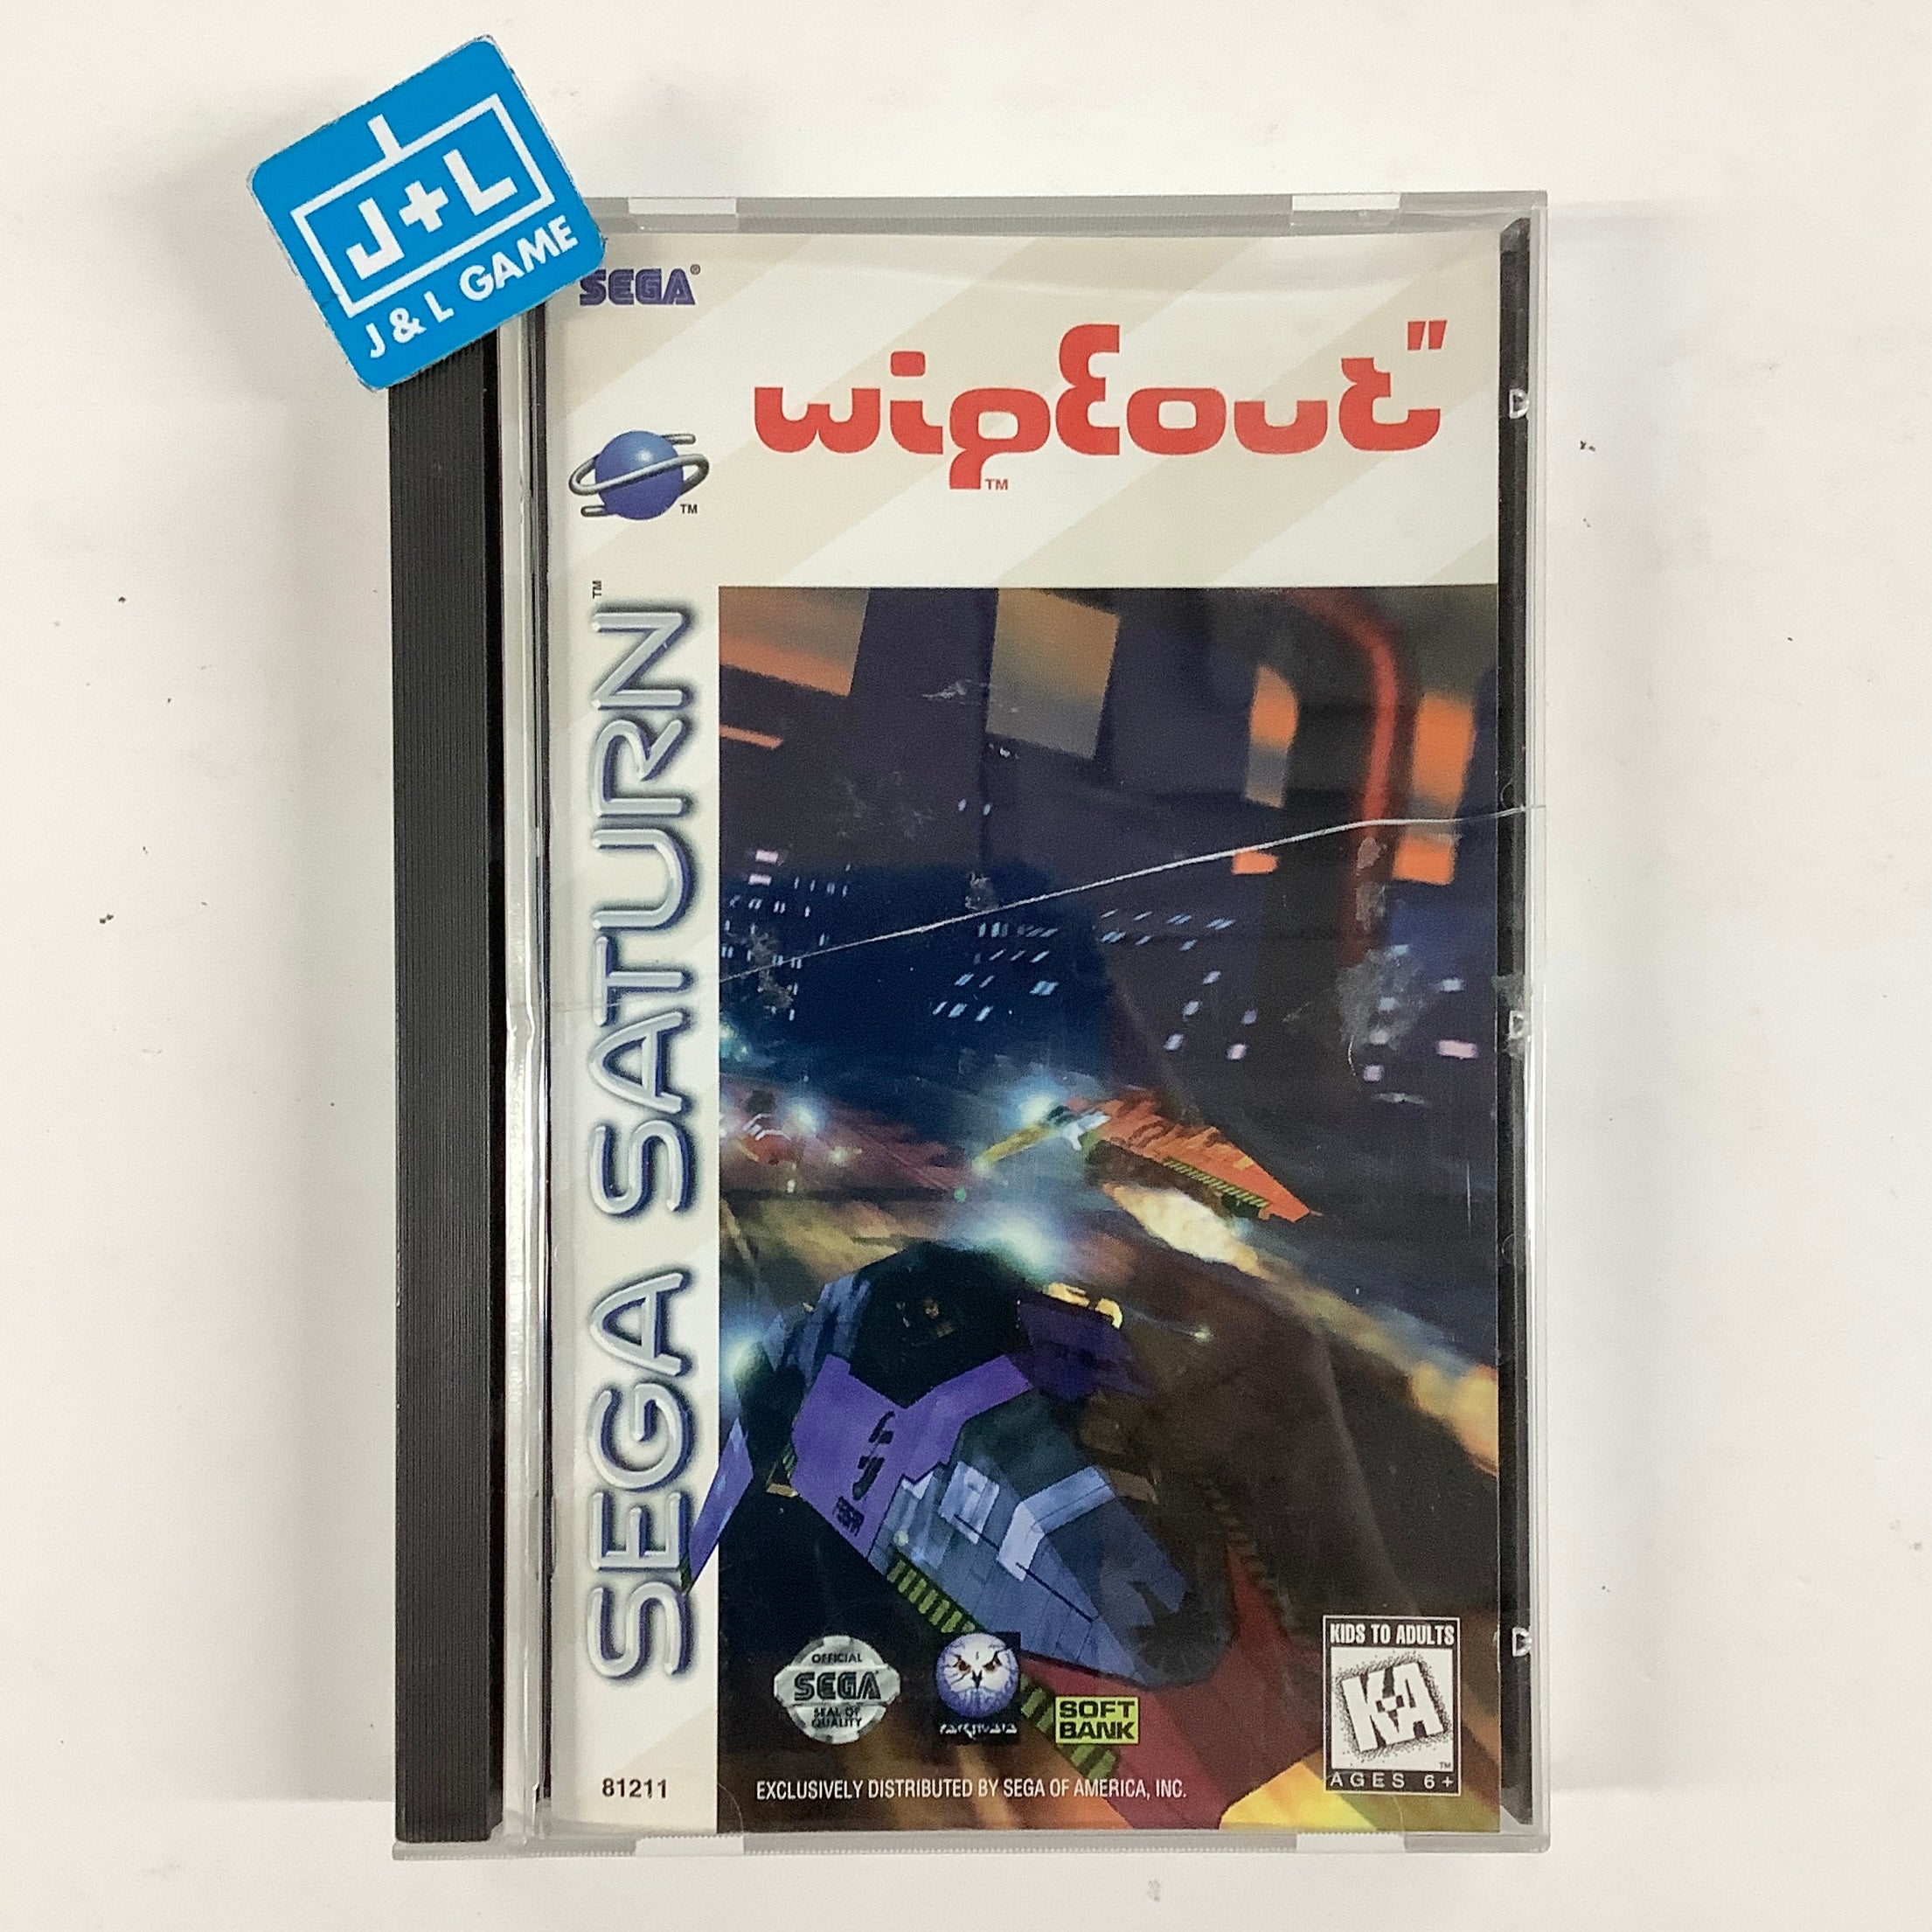 J+L
J & L GAME
SEGA®
wipEout"
TM
TM
SEGA SATURN™
OFFICIAL
SEGA
SEAL OF
QUALITY
SOFT
BANK
KIDS TO ADULTS
K-A
TM
AGES 6+
81211
EXCLUSIVELY DISTRIBUTED BY SEGA OF AMERICA, INC.